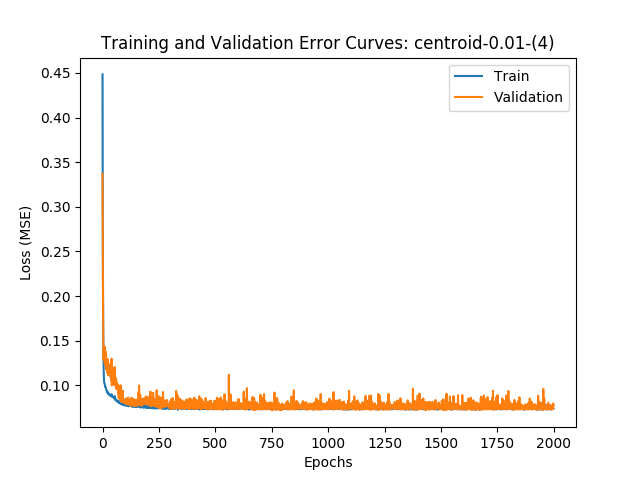 Training and Validation Error Curves: centroid-0.01-(4)
Train
Validation
0.45
0.40
0.35
0.30
0.25
0.20
0.15
0.10
Loss (MSE)
0 250 500 750 1000 1250 1500 1750 2000
Epochs